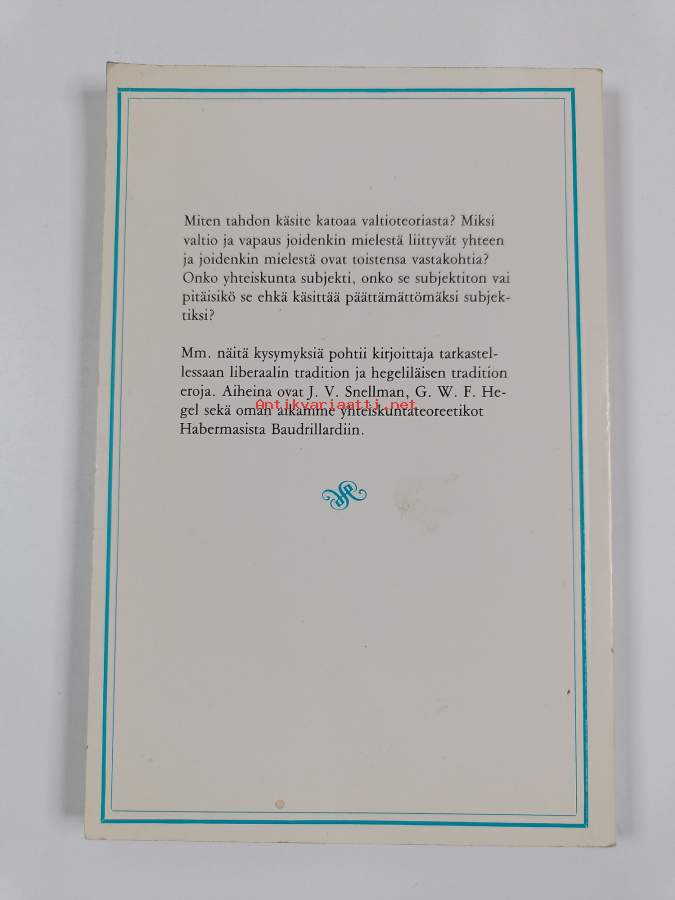 Miten tahdon käsite katoaa valtioteoriasta? Miksi
valtio ja vapaus joidenkin mielestä liittyvät yhteen
ja joidenkin mielestä ovat toistensa vastakohtia?
Onko yhteiskunta subjekti, onko se subjektiton vai
pitäisikö se ehkä käsittää päättämättömäksi subjek-
tiksi?
Mm. näitä kysymyksiä pohtii kirjoittaja tarkastel-
lessaan liberaalin tradition ja hegeliläisen tradition
eroja. Aiheina ovat J. V. Snellman, G. W. F. He-
Antikvariaatti.net
gel sekä oman aikamme yhteiskuntateoreetikot
Habermasista Baudrillardiin.